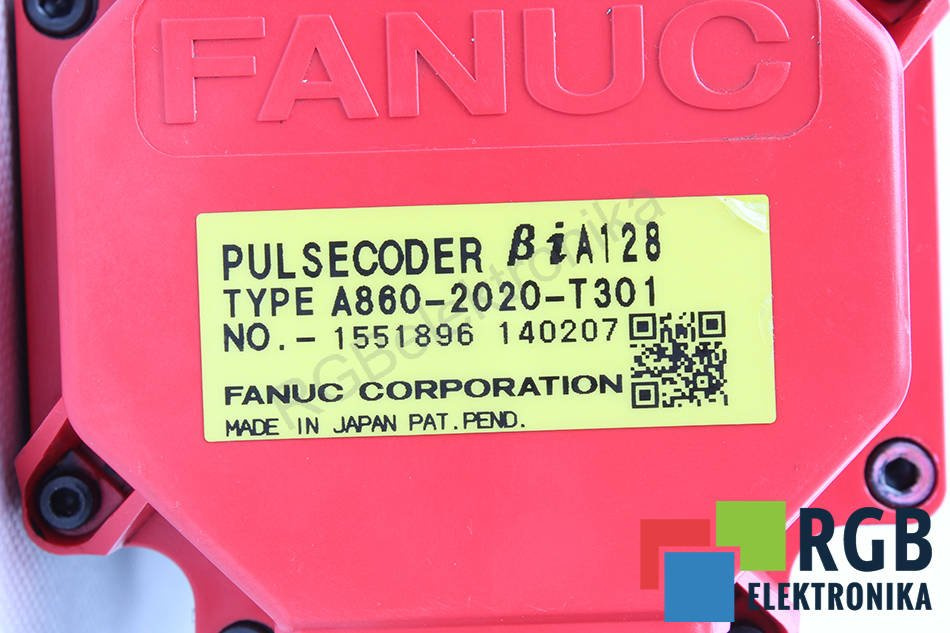 FANUC
PULSECODER βiA128
TYPE A860-2020-T301
NO.- 1551896 140207
FANUC CORPORATION
MADE IN JAPAN PAT.PEND.
RGBelektronika
RGB
ELEKTRONIKA